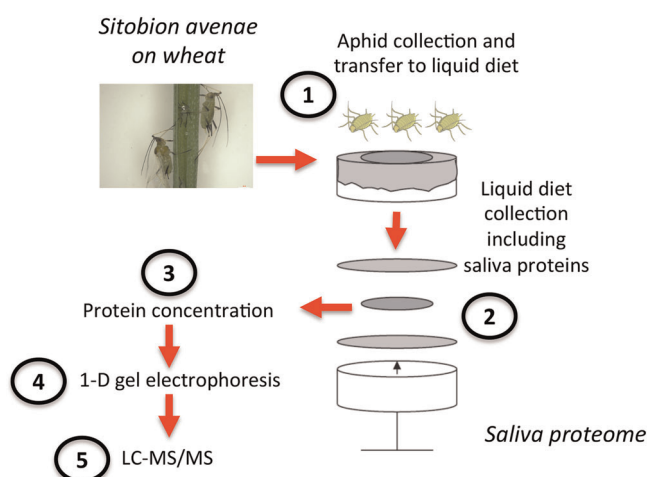 Sitobion avenae
on wheat
Aphid collection and
transfer to liquid diet
1
Liquid diet
collection
including
saliva proteins
2
3
Protein concentration
4 1-D gel electrophoresis
5 LC-MS/MS
Saliva proteome